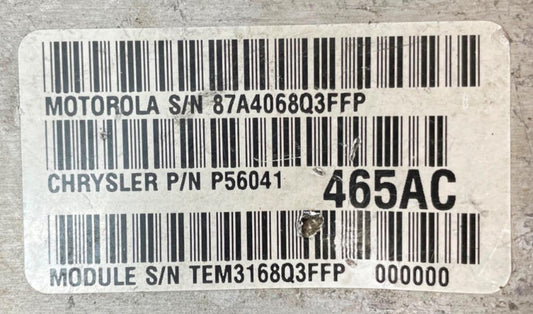 MOTOROLA S/N 87A4068Q3FFP
CHRYSLER P/N P56041 465AC
MODULE S/N TEM3168Q3FFP 000000